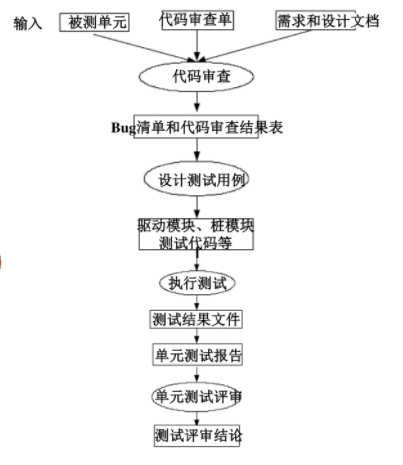 输入
被测单元
代码审查单
需求和设计文档
代码审查
Bug清单和代码审查结果表
设计测试用例
驱动模块、桩模块
测试代码等
执行测试
测试结果文件
单元测试报告
单元测试评审
测试评审结论